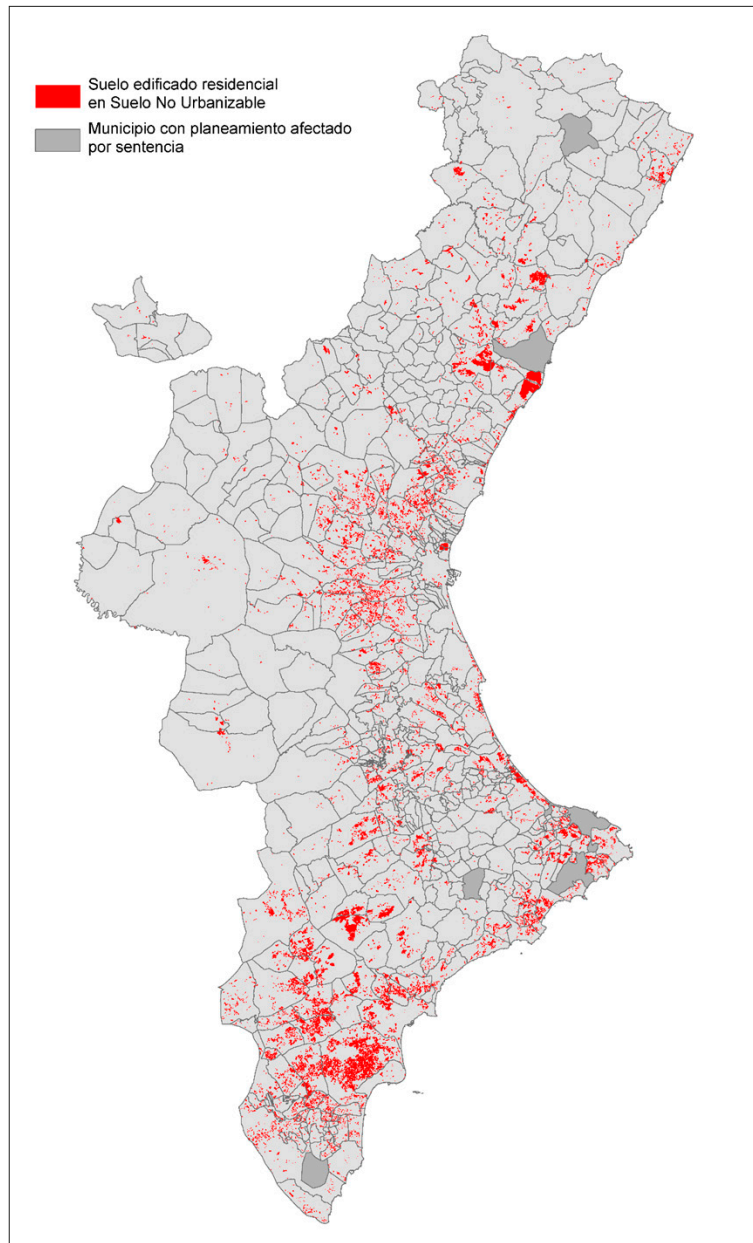 Suelo edificado residencial
en Suelo No Urbanizable
Municipio con planeamiento afectado
por sentencia